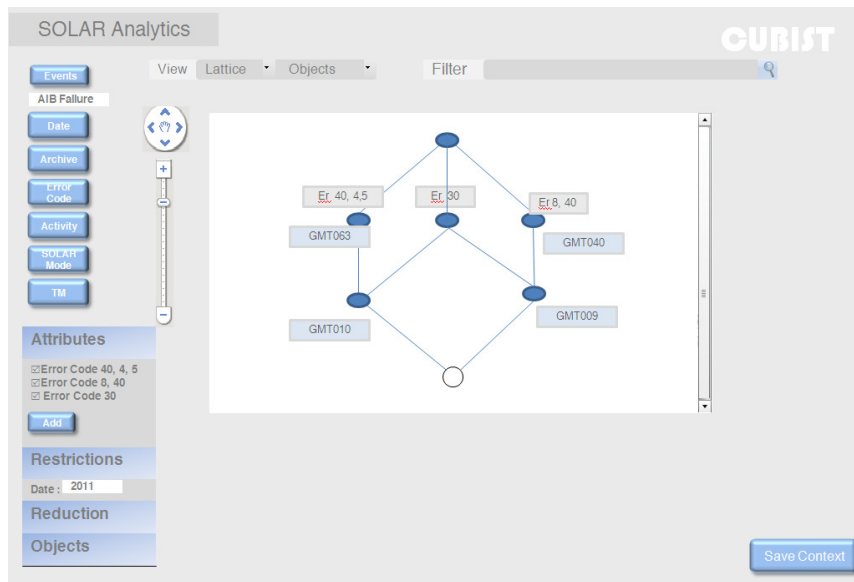 SOLAR Analytics
CUBIST
View Lattice Objects Filter
Events
AIB Failure
Date
Archive
Error
Code
Activity
SOLAR
Mode
TM
+
-
Er. 40, 4,5
Er. 30
Er 8, 40
GMT063
GMT040
GMT010
GMT009
Attributes
☑Error Code 40, 4, 5
☑Error Code 8, 40
☑ Error Code 30
Add
Restrictions
Date : 2011
Reduction
Objects
Save Context